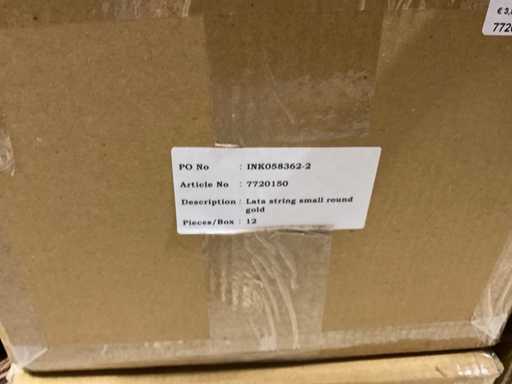 PO No : INK058362-2
Article No : 7720150
Description : Lata string small round
gold
Pieces/Box : 12